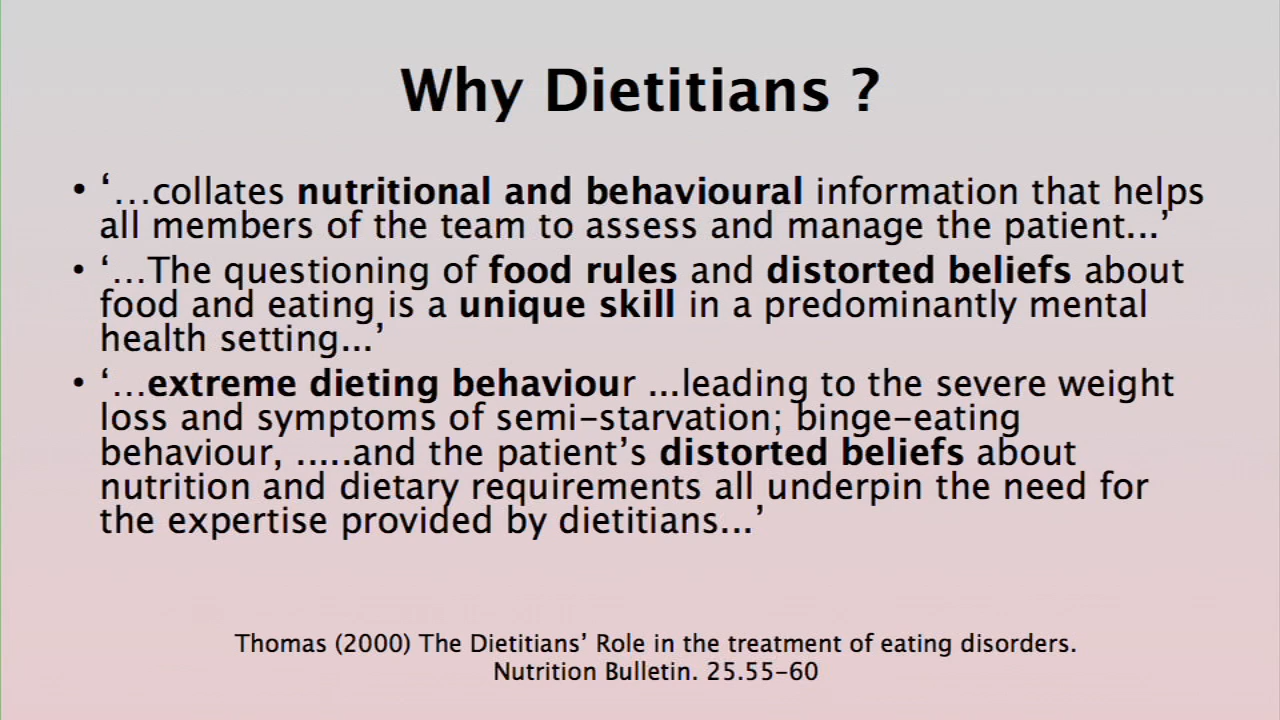 Why Dietitians ?
• ‘…collates nutritional and behavioural information that helps
all members of the team to assess and manage the patient...’
• ‘…The questioning of food rules and distorted beliefs about
food and eating is a unique skill in a predominantly mental
health setting...’
• ‘…extreme dieting behaviour ...leading to the severe weight
loss and symptoms of semi-starvation; binge-eating
behaviour, .....and the patient’s distorted beliefs about
nutrition and dietary requirements all underpin the need for
the expertise provided by dietitians...’
Thomas (2000) The Dietitians’ Role in the treatment of eating disorders.
Nutrition Bulletin. 25.55-60